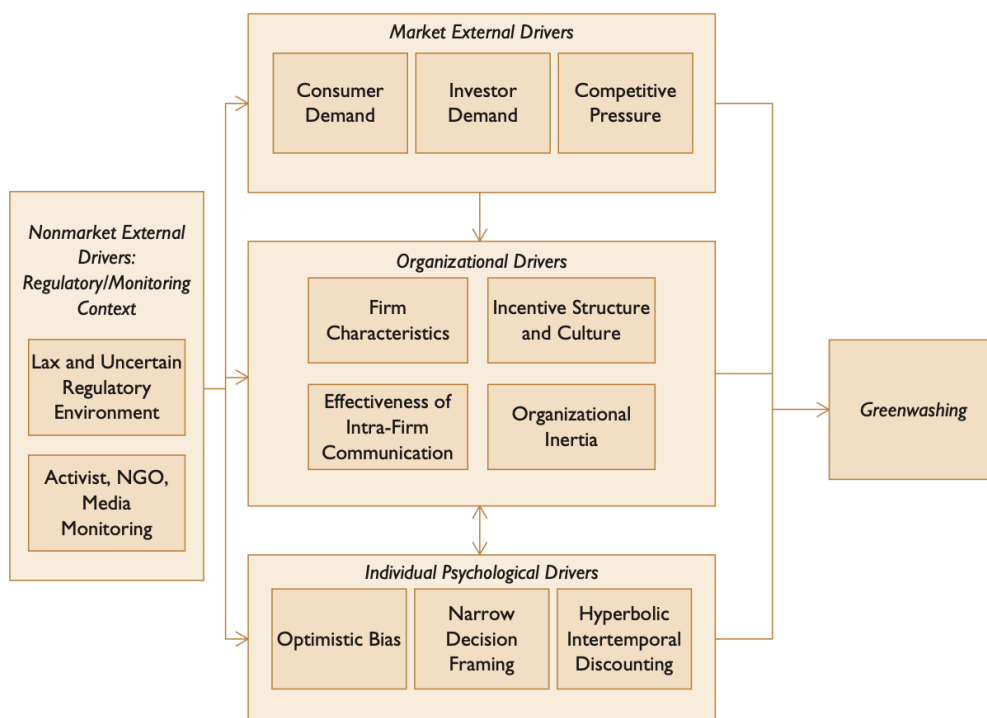 Market External Drivers
Consumer
Demand
Investor
Demand
Competitive
Pressure
Nonmarket External
Drivers:
Regulatory/Monitoring
Context
Lax and Uncertain
Regulatory
Environment
Activist, NGO,
Media
Monitoring
Organizational Drivers
Firm
Characteristics
Incentive Structure
and Culture
Effectiveness of
Intra-Firm
Communication
Organizational
Inertia
Individual Psychological Drivers
Optimistic Bias
Narrow
Decision
Framing
Hyperbolic
Intertemporal
Discounting
Greenwashing